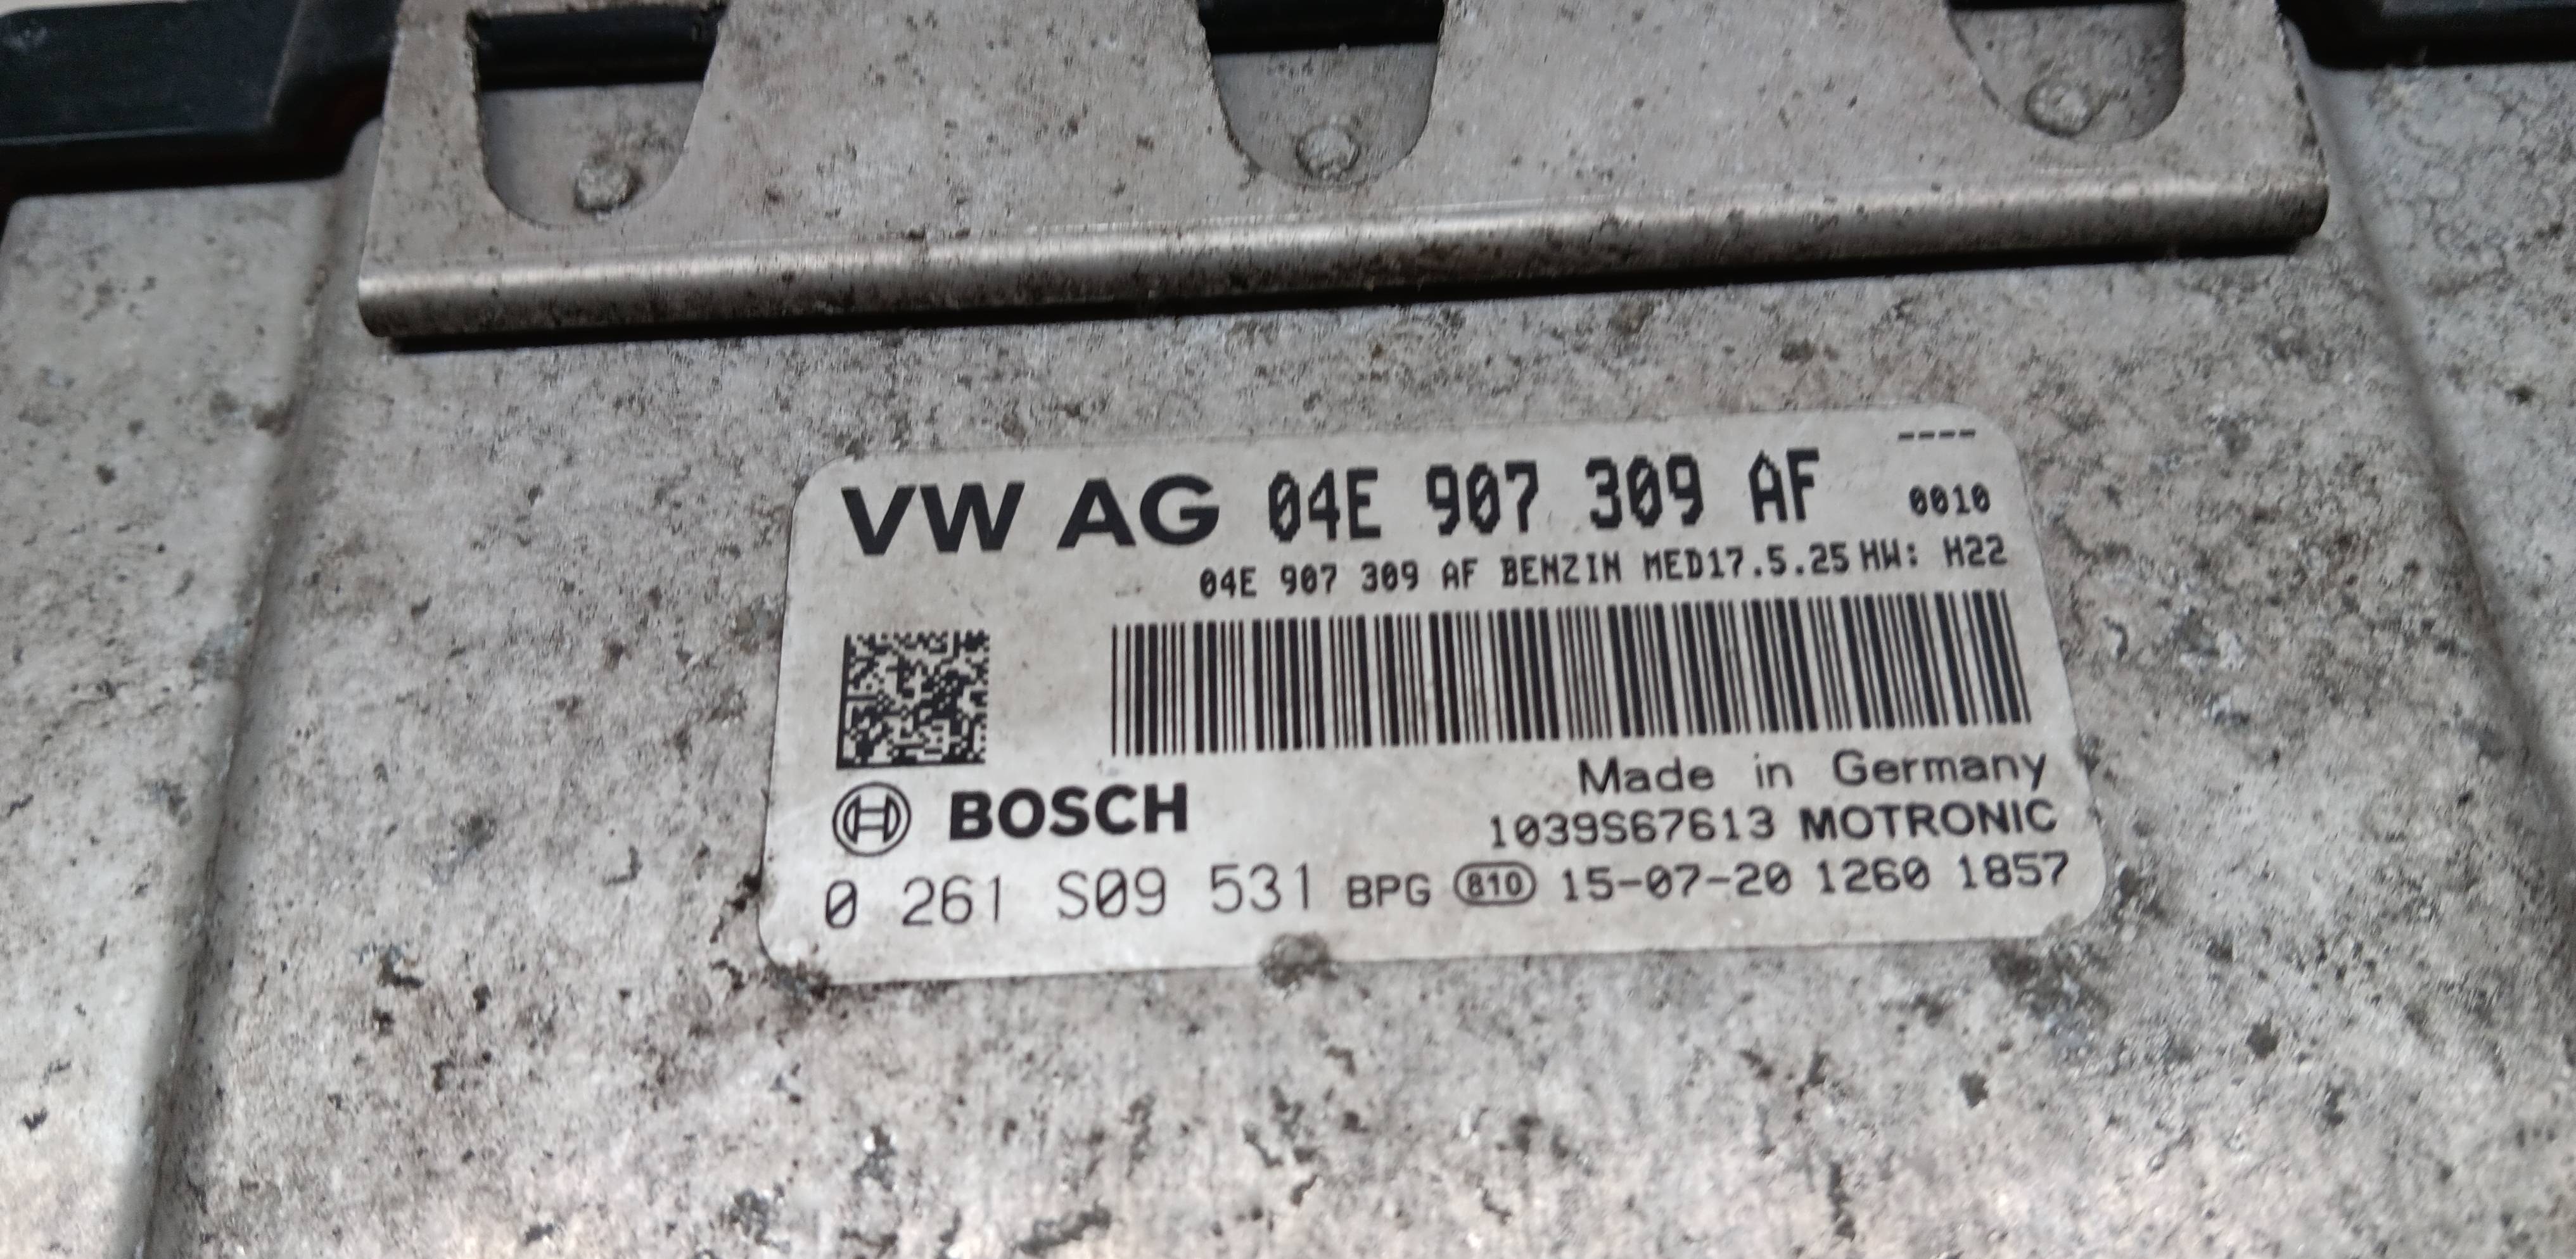 ----
VW AG 04E 907 309 AF 0010
04E 907 309 AF BENZIN MED17.5.25 HW: H22
Made in Germany
BOSCH 1039S67613 MOTRONIC
0 261 S09 531 BPG 810 15-07-20 1260 1857